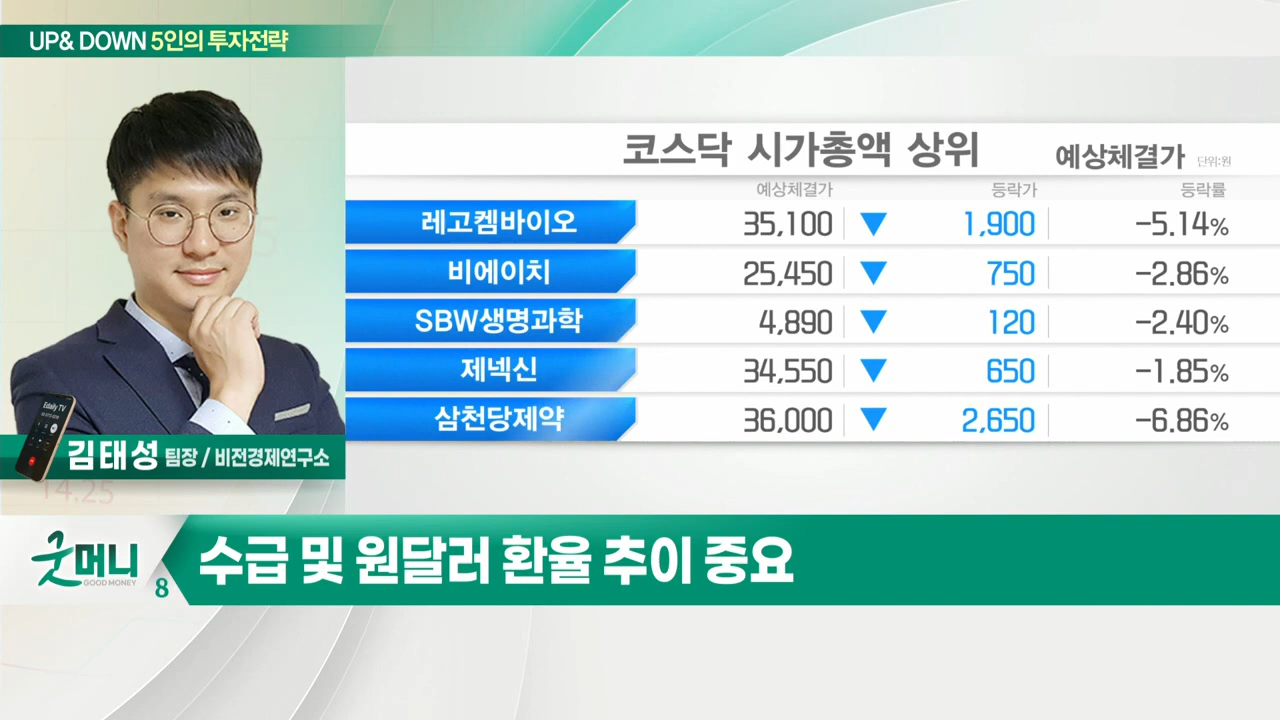 UP& DOWN 5인의 투자전략
코스닥 시가총액 상위 예상체결가 단위:원
예상체결가 등락가 등락률
레고켐바이오 35,100 ▼ 1,900 -5.14%
비에이치 25,450 ▼ 750 -2.86%
SBW생명과학 4,890 ▼ 120 -2.40%
제넥신 34,550 ▼ 650 -1.85%
삼천당제약 36,000 ▼ 2,650 -6.86%
Edaily TV
김태성 팀장 / 비전경제연구소
14.25
굿머니
GOOD MONEY
8
수급 및 원달러 환율 추이 중요